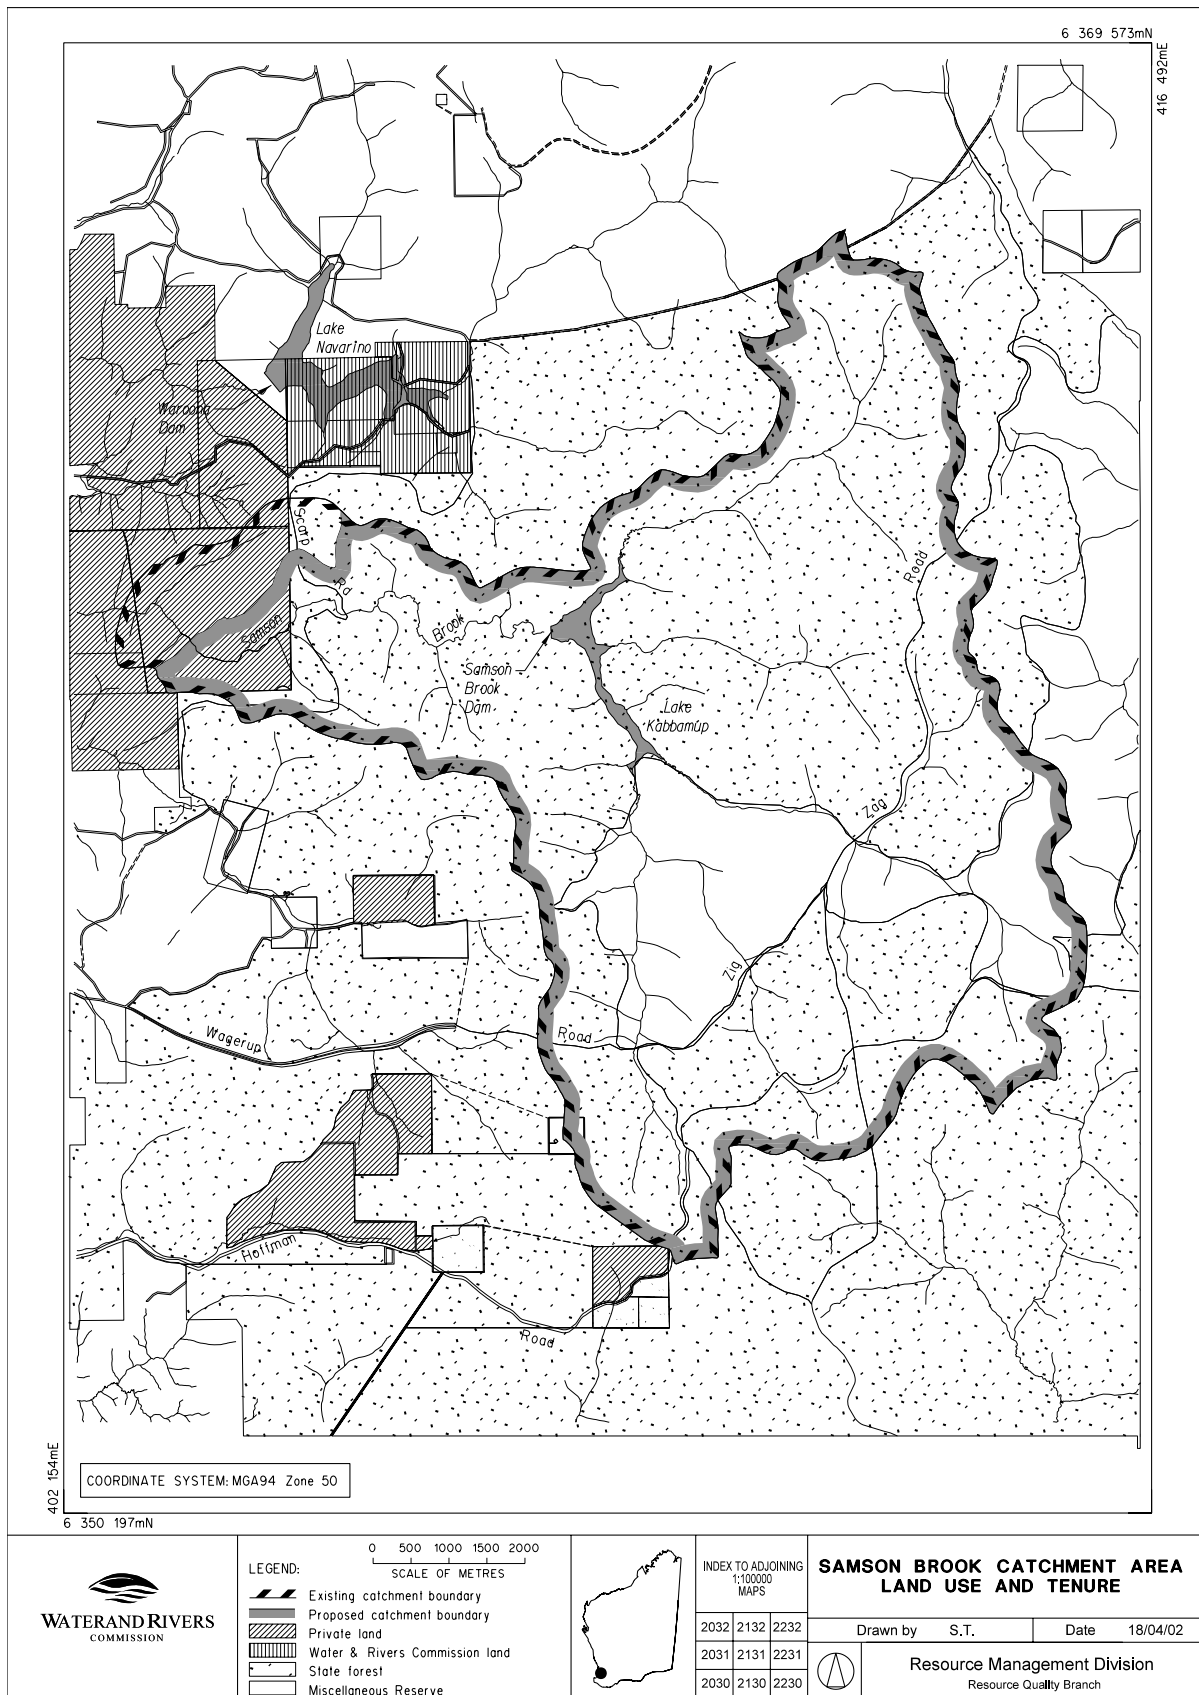 6 369 573mN
416 492mE
Lake
Navarino
Waroona
Dam
Scarp
Rd
Samson
Brook
Samson
Brook
Dam
Lake
Kabbamup
Road
Zag
Zig
Wagerup
Road
Hoffman
Road
COORDINATE SYSTEM: MGA94 Zone 50
402 154mE
6 350 197mN
WATER AND RIVERS
COMMISSION
LEGEND:
0 500 1000 1500 2000
SCALE OF METRES
Existing catchment boundary
Proposed catchment boundary
Private land
Water & Rivers Commission land
State forest
Miscellaneous Reserve
INDEX TO ADJOINING
1:100000
MAPS
2032 2132 2232
2031 2131 2231
2030 2130 2230
SAMSON BROOK CATCHMENT AREA
LAND USE AND TENURE
Drawn by S.T. Date 18/04/02
Resource Management Division
Resource Quality Branch